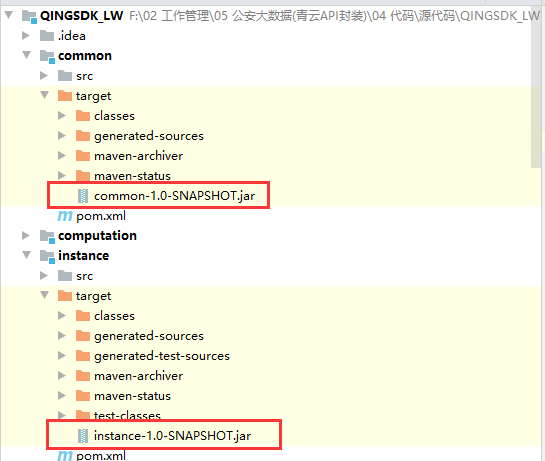 QINGSDK_LW F:\02 工作管理\05 公安大数据(青云API封装)\04 代码\源代码\QINGSDK_LW
.idea
common
src
target
classes
generated-sources
maven-archiver
maven-status
common-1.0-SNAPSHOT.jar
m pom.xml
computation
instance
src
target
classes
generated-sources
generated-test-sources
maven-archiver
maven-status
test-classes
instance-1.0-SNAPSHOT.jar
m pom.xml